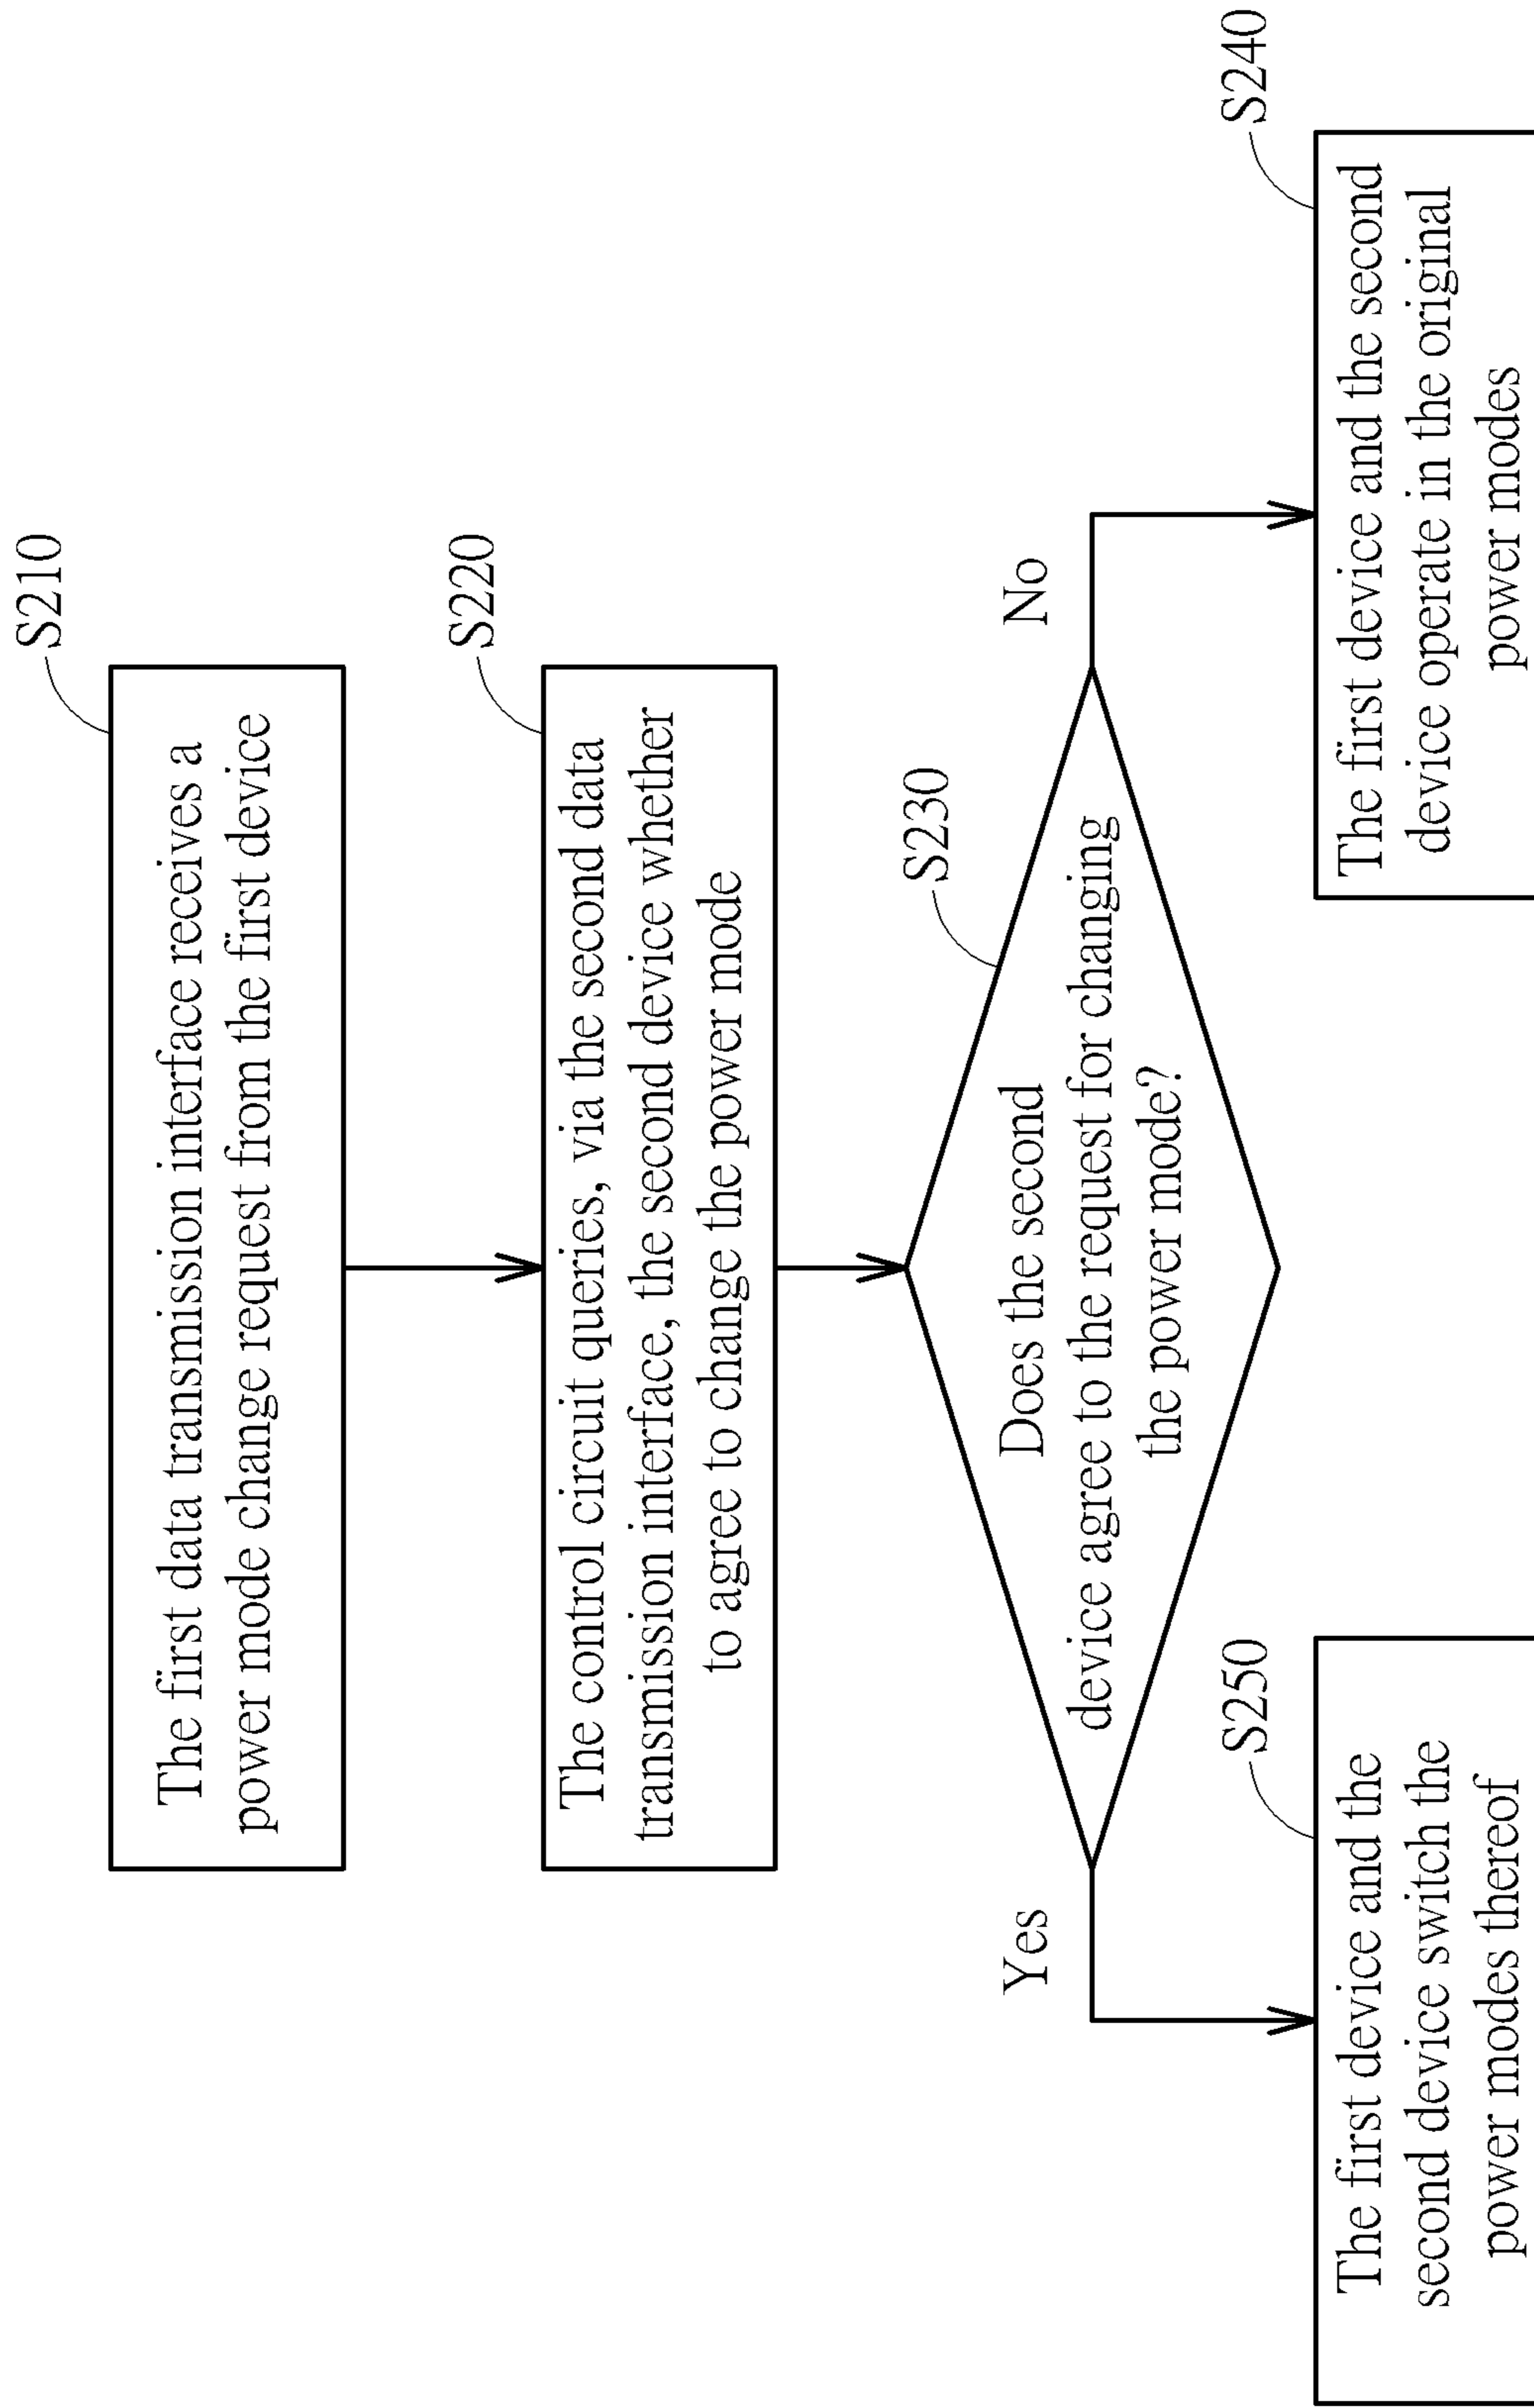 S210
The first data transmission interface receives a
power mode change request from the first device
S220
The control circuit queries, via the second data
transmission interface, the second device whether
to agree to change the power mode
S230
Does the second
device agree to the request for changing
the power mode?
Yes
No
S250
The first device and the
second device switch the
power modes thereof
S240
The first device and the second
device operate in the original
power modes